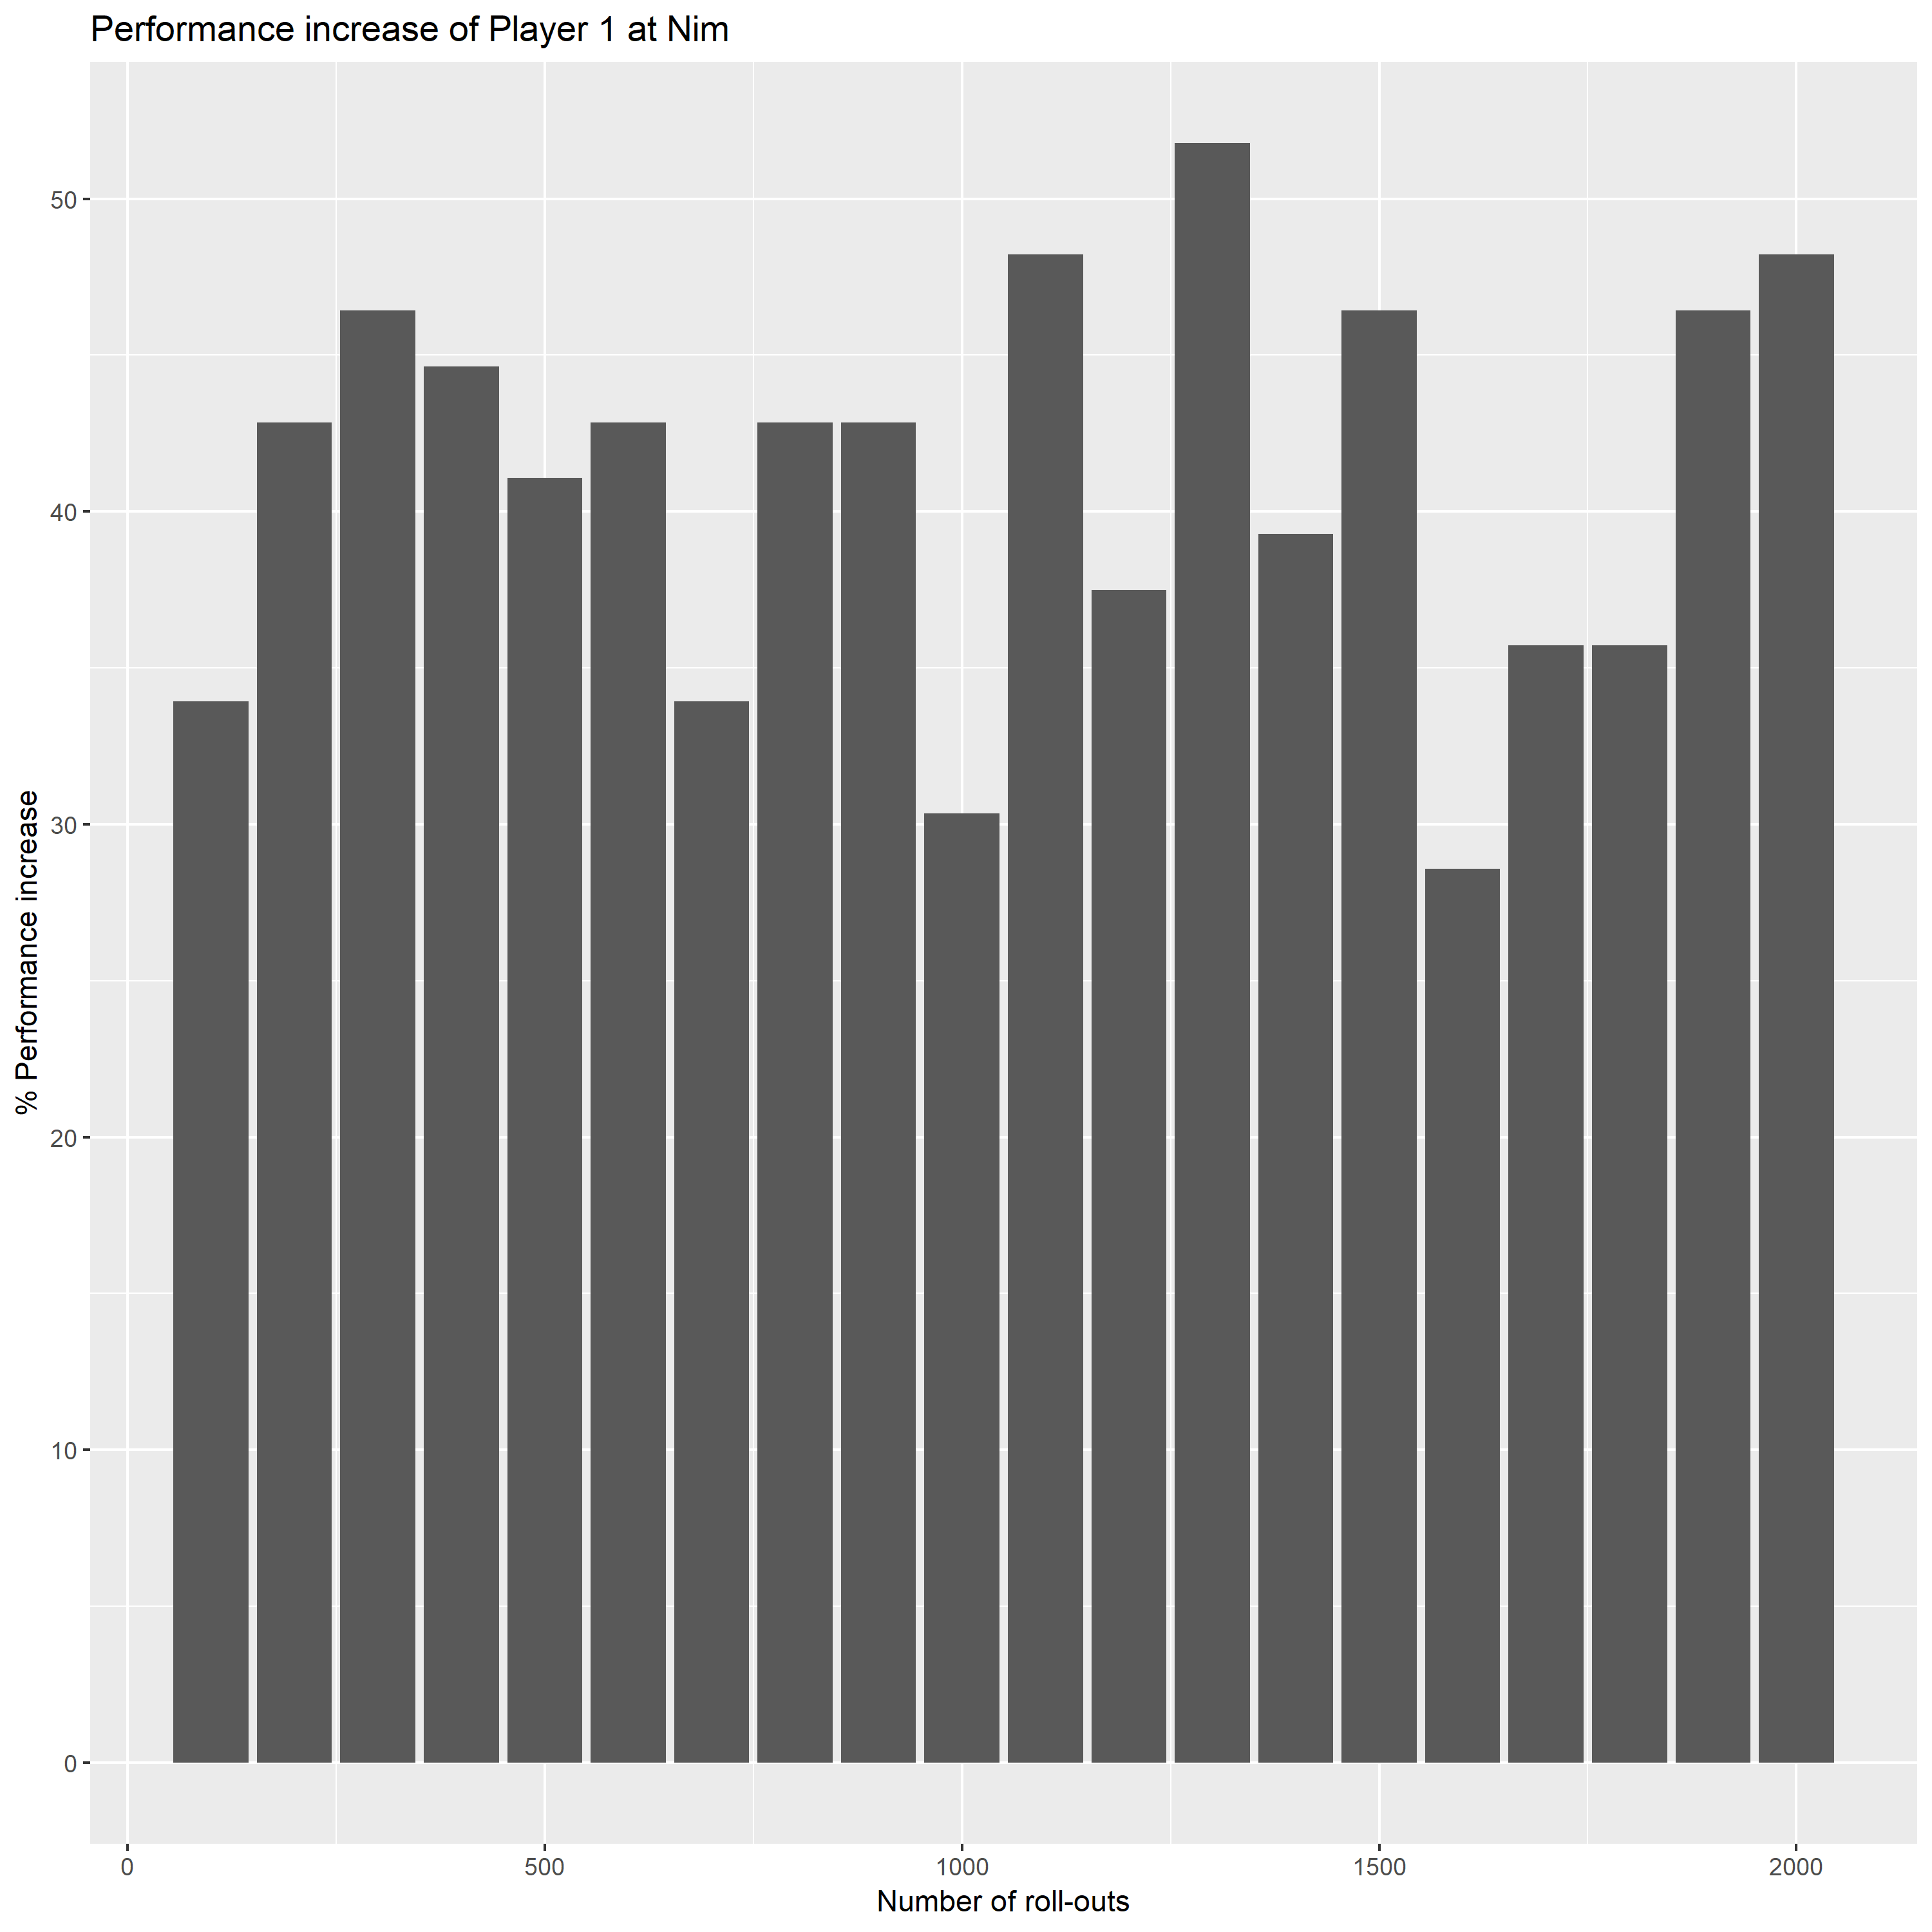 Performance increase of Player 1 at Nim
% Performance increase
50
40
30
20
10
0
0 500 1000 1500 2000
Number of roll-outs